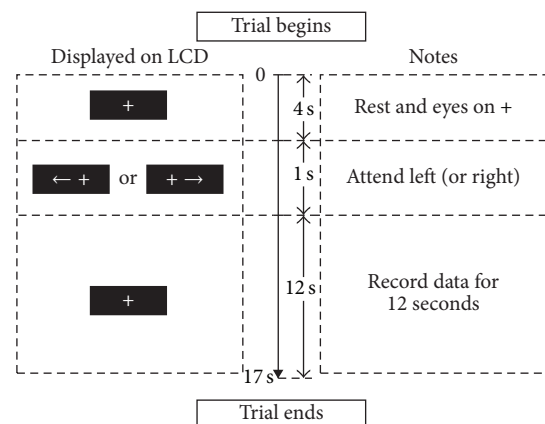 Trial begins
Displayed on LCD
Notes
0
+
4 s
Rest and eyes on +
← + or + →
1 s
Attend left (or right)
+
12 s
Record data for
12 seconds
17 s
Trial ends